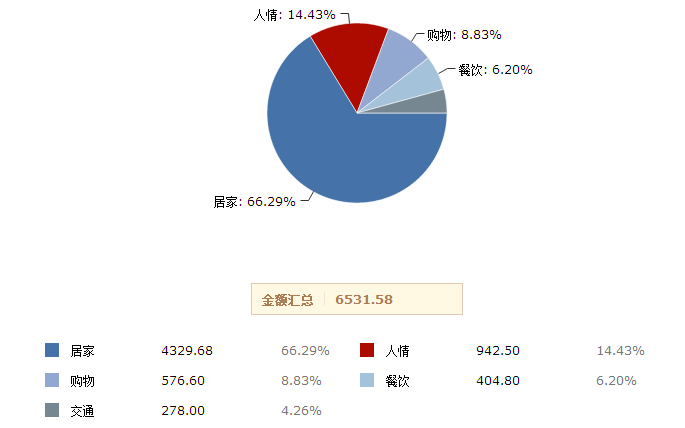 人情: 14.43%
购物: 8.83%
餐饮: 6.20%
居家: 66.29%
金额汇总 6531.58
居家 4329.68 66.29% 人情 942.50 14.43%
购物 576.60 8.83% 餐饮 404.80 6.20%
交通 278.00 4.26%